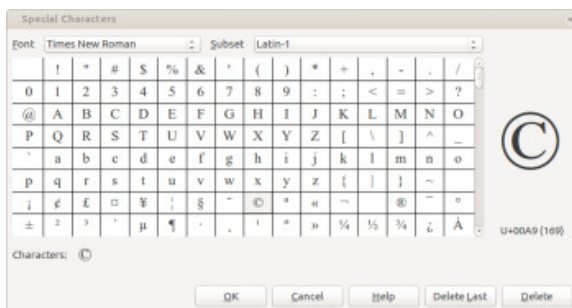 Special Characters
Font Times New Roman Subset Latin-1
! " # $ % & ' ( ) * + , - . /
0 1 2 3 4 5 6 7 8 9 : ; < = > ?
@ A B C D E F G H I J K L M N O
P Q R S T U V W X Y Z [ \ ] ^ _
` a b c d e f g h i j k l m n o
p q r s t u v w x y z { | } ~
¡ ¢ £ ¤ ¥ ¦ § ¨ © ª « ¬ ® ¯ °
± ² ³ ´ µ ¶ · ¸ ¹ º » ¼ ½ ¾ ¿ À
©
U+00A9 (169)
Characters: ©
OK Cancel Help Delete Last Delete